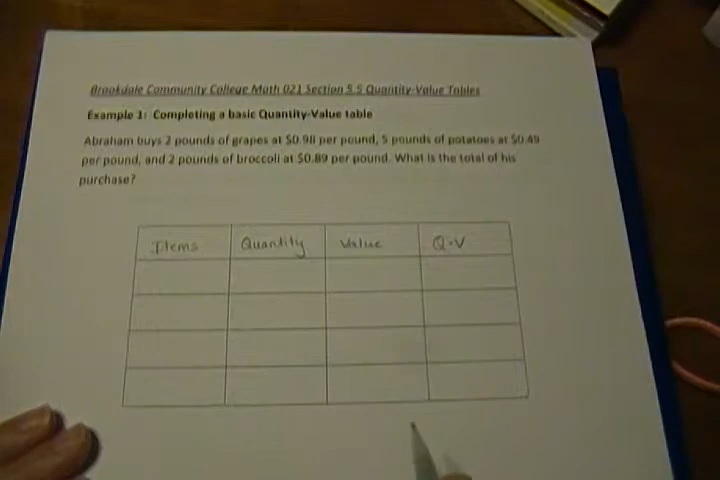 Brookdale Community College Math 021 Section 5.5 Quantity-Value Tables
Example 1: Completing a basic Quantity-Value table
Abraham buys 2 pounds of grapes at $0.98 per pound, 5 pounds of potatoes at $0.49
per pound, and 2 pounds of broccoli at $0.89 per pound. What is the total of his
purchase?
Items Quantity Value Q·V